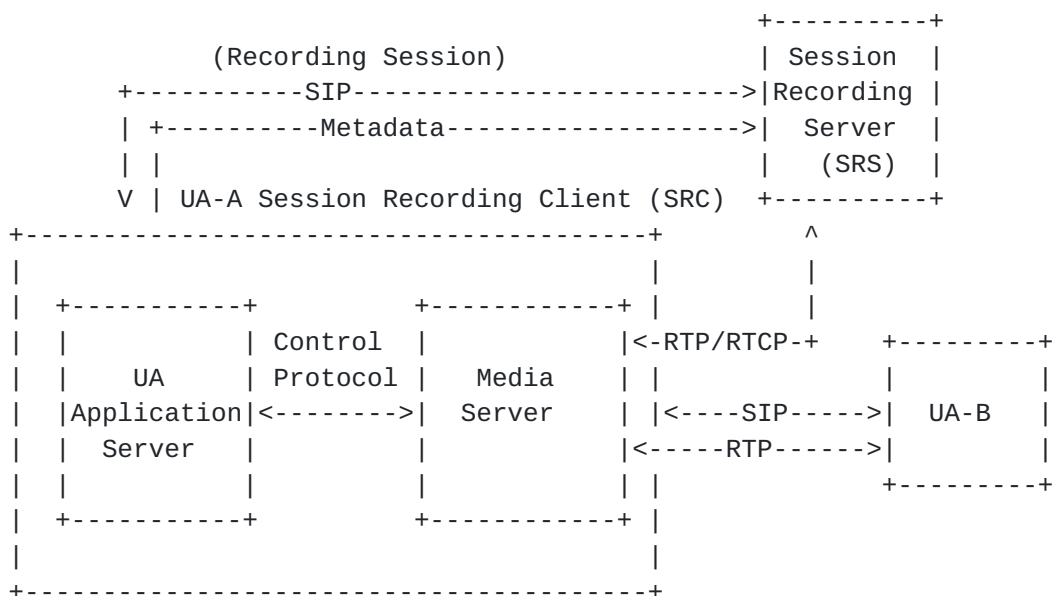 (Recording Session) Session
SIP Recording
Metadata Server
(SRS)
V UA-A Session Recording Client (SRC)
Control RTP/RTCP
UA Protocol Media
Application Server SIP UA-B
Server RTP